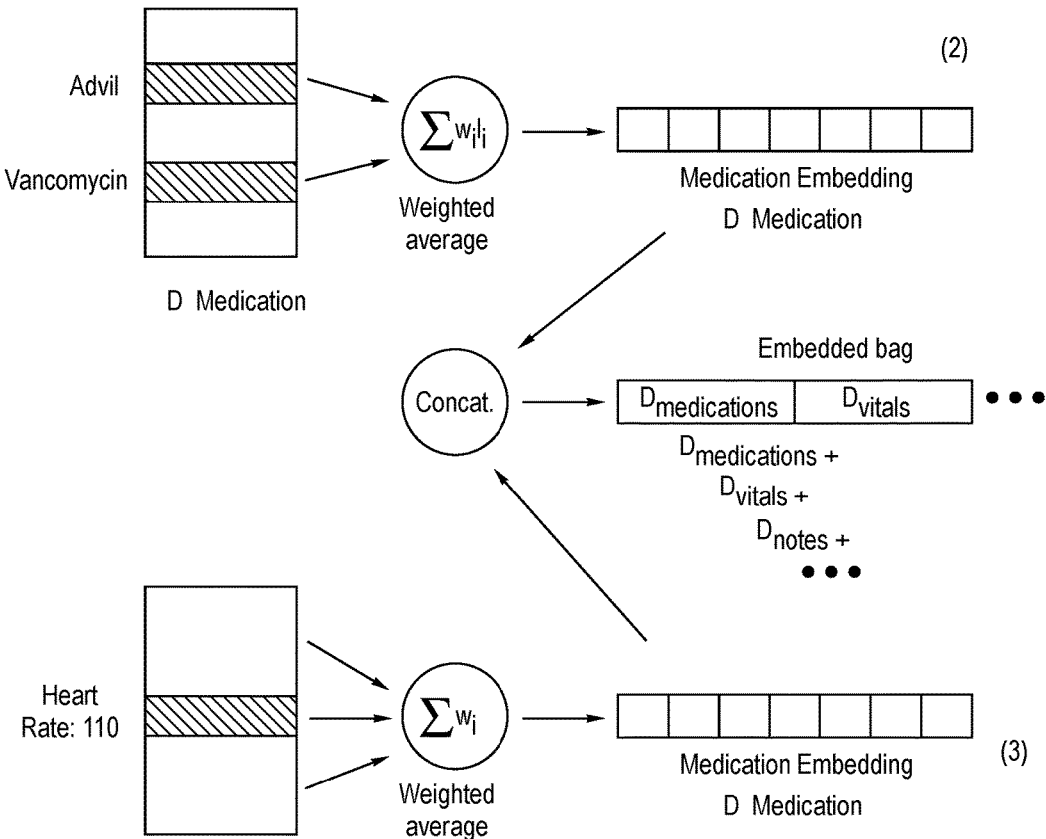 (2)
Advil
∑ wᵢlᵢ
Vancomycin
Medication Embedding
Weighted
average
D Medication
D Medication
Embedded bag
Concat.
Dmedications
Dvitals
•••
Dmedications +
Dvitals +
Dnotes +
•••
Heart
Rate: 110
∑ wᵢ
(3)
Medication Embedding
Weighted
average
D Medication